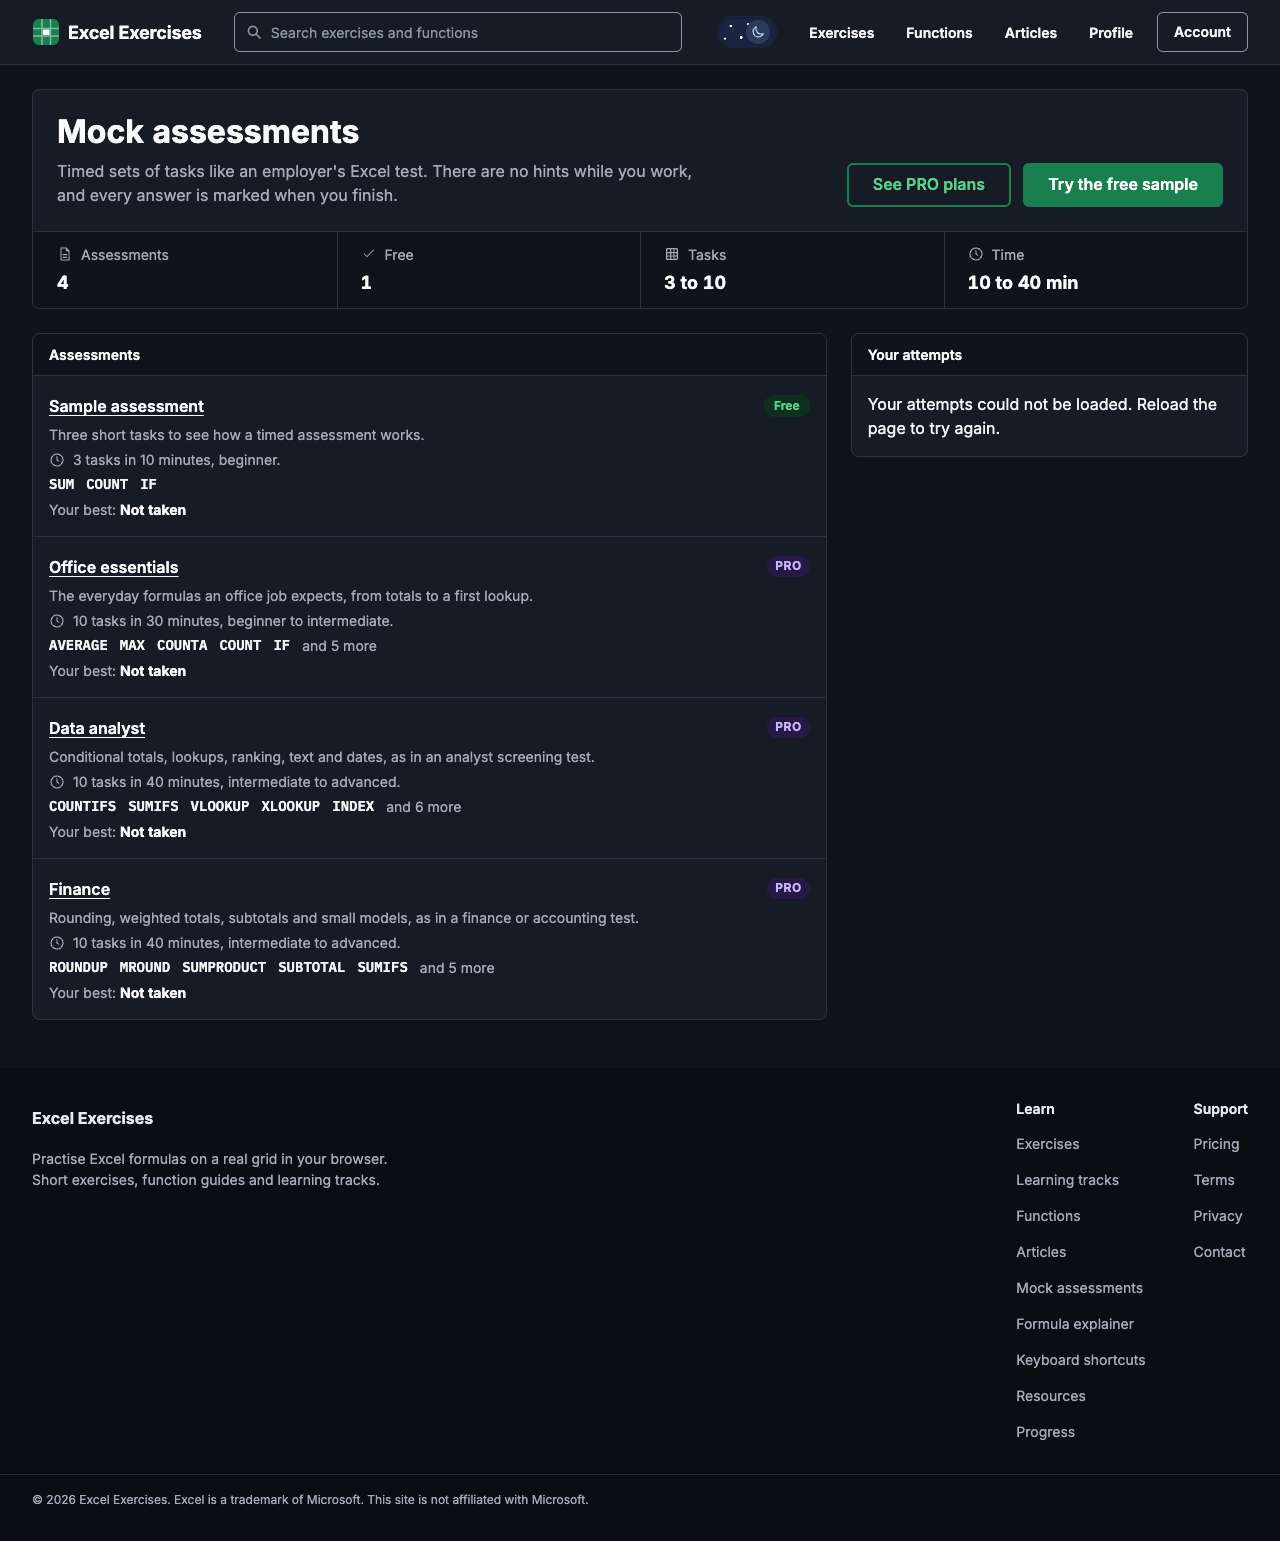 Excel Exercises
Search exercises and functions
Exercises
Functions
Articles
Profile
Account
Mock assessments
Timed sets of tasks like an employer's Excel test. There are no hints while you work,
and every answer is marked when you finish.
See PRO plans
Try the free sample
Assessments
4
Free
1
Tasks
3 to 10
Time
10 to 40 min
Assessments
Sample assessment
Free
Three short tasks to see how a timed assessment works.
3 tasks in 10 minutes, beginner.
SUM COUNT IF
Your best: Not taken
Office essentials
PRO
The everyday formulas an office job expects, from totals to a first lookup.
10 tasks in 30 minutes, beginner to intermediate.
AVERAGE MAX COUNTA COUNT IF and 5 more
Your best: Not taken
Data analyst
PRO
Conditional totals, lookups, ranking, text and dates, as in an analyst screening test.
10 tasks in 40 minutes, intermediate to advanced.
COUNTIFS SUMIFS VLOOKUP XLOOKUP INDEX and 6 more
Your best: Not taken
Finance
PRO
Rounding, weighted totals, subtotals and small models, as in a finance or accounting test.
10 tasks in 40 minutes, intermediate to advanced.
ROUNDUP MROUND SUMPRODUCT SUBTOTAL SUMIFS and 5 more
Your best: Not taken
Your attempts
Your attempts could not be loaded. Reload the
page to try again.
Excel Exercises
Practise Excel formulas on a real grid in your browser.
Short exercises, function guides and learning tracks.
Learn
Exercises
Learning tracks
Functions
Articles
Mock assessments
Formula explainer
Keyboard shortcuts
Resources
Progress
Support
Pricing
Terms
Privacy
Contact
© 2026 Excel Exercises. Excel is a trademark of Microsoft. This site is not affiliated with Microsoft.